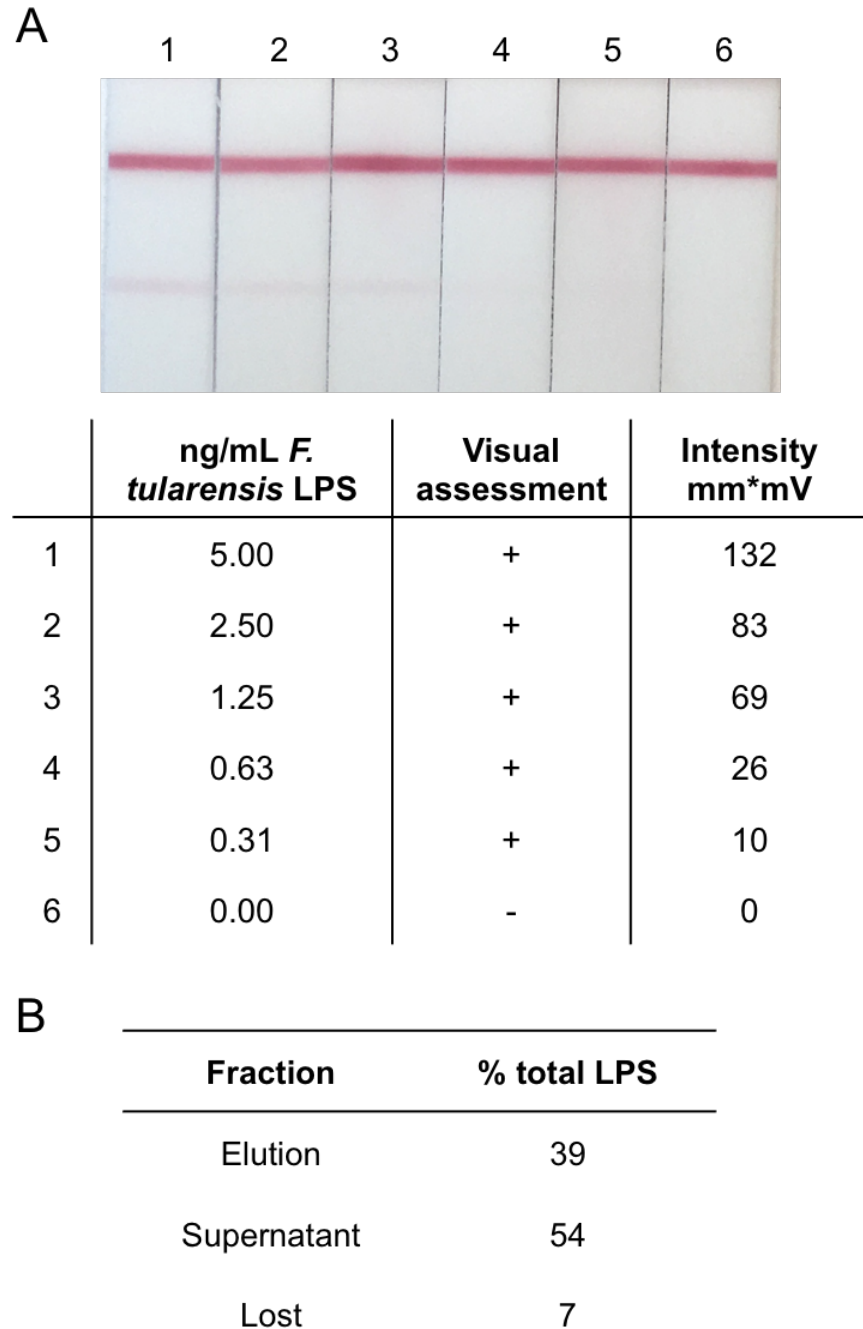 A
1 2 3 4 5 6
ng/mL F. tularensis LPS Visual assessment Intensity mm*mV
1 5.00 + 132
2 2.50 + 83
3 1.25 + 69
4 0.63 + 26
5 0.31 + 10
6 0.00 - 0
B
Fraction % total LPS
Elution 39
Supernatant 54
Lost 7